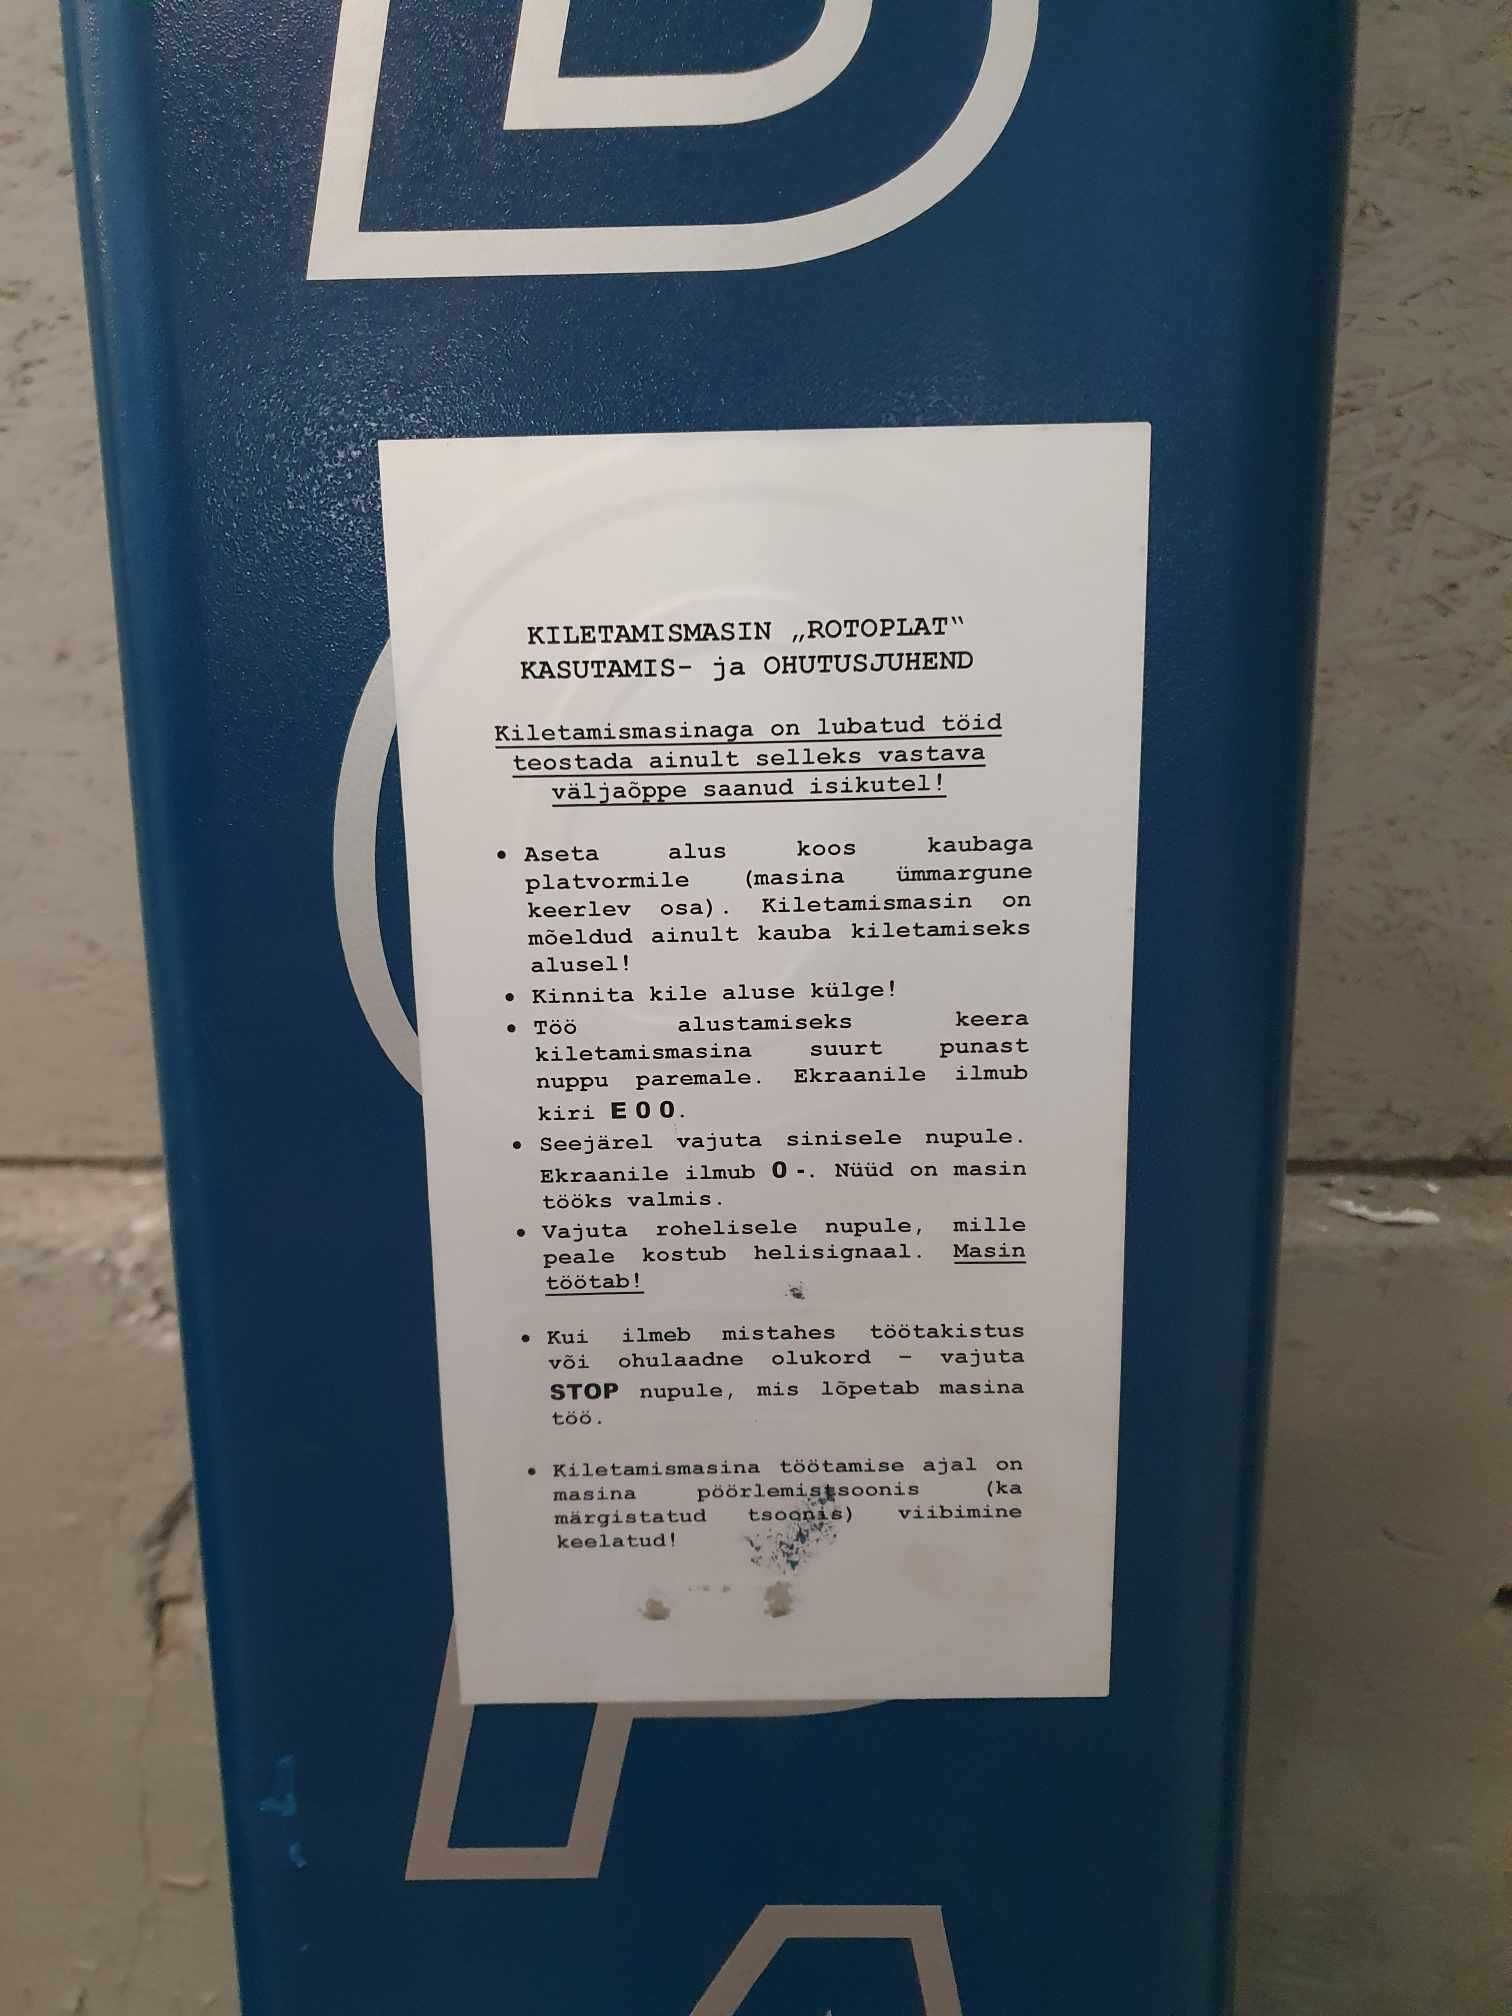 KILETAMISMASIN „ROTOPLAT“
KASUTAMIS- ja OHUTUSJUHEND
Kiletamismasinaga on lubatud töid
teostada ainult selleks vastava
väljaõppe saanud isikutel!
• Aseta alus koos kaubaga
platvormile (masina ümmargune
keerlev osa). Kiletamismasin on
mõeldud ainult kauba kiletamiseks
alusel!
• Kinnita kile aluse külge!
• Töö alustamiseks keera
kiletamismasina suurt punast
nuppu paremale. Ekraanile ilmub
kiri E00.
• Seejärel vajuta sinisele nupule.
Ekraanile ilmub 0-. Nüüd on masin
tööks valmis.
• Vajuta rohelisele nupule, mille
peale kostub helisignaal. Masin
töötab!
• Kui ilmeb mistahes töötakistus
või ohulaadne olukord – vajuta
STOP nupule, mis lõpetab masina
töö.
• Kiletamismasina töötamise ajal on
masina pöörlemistsoonis (ka
märgistatud tsoonis) viibimine
keelatud!